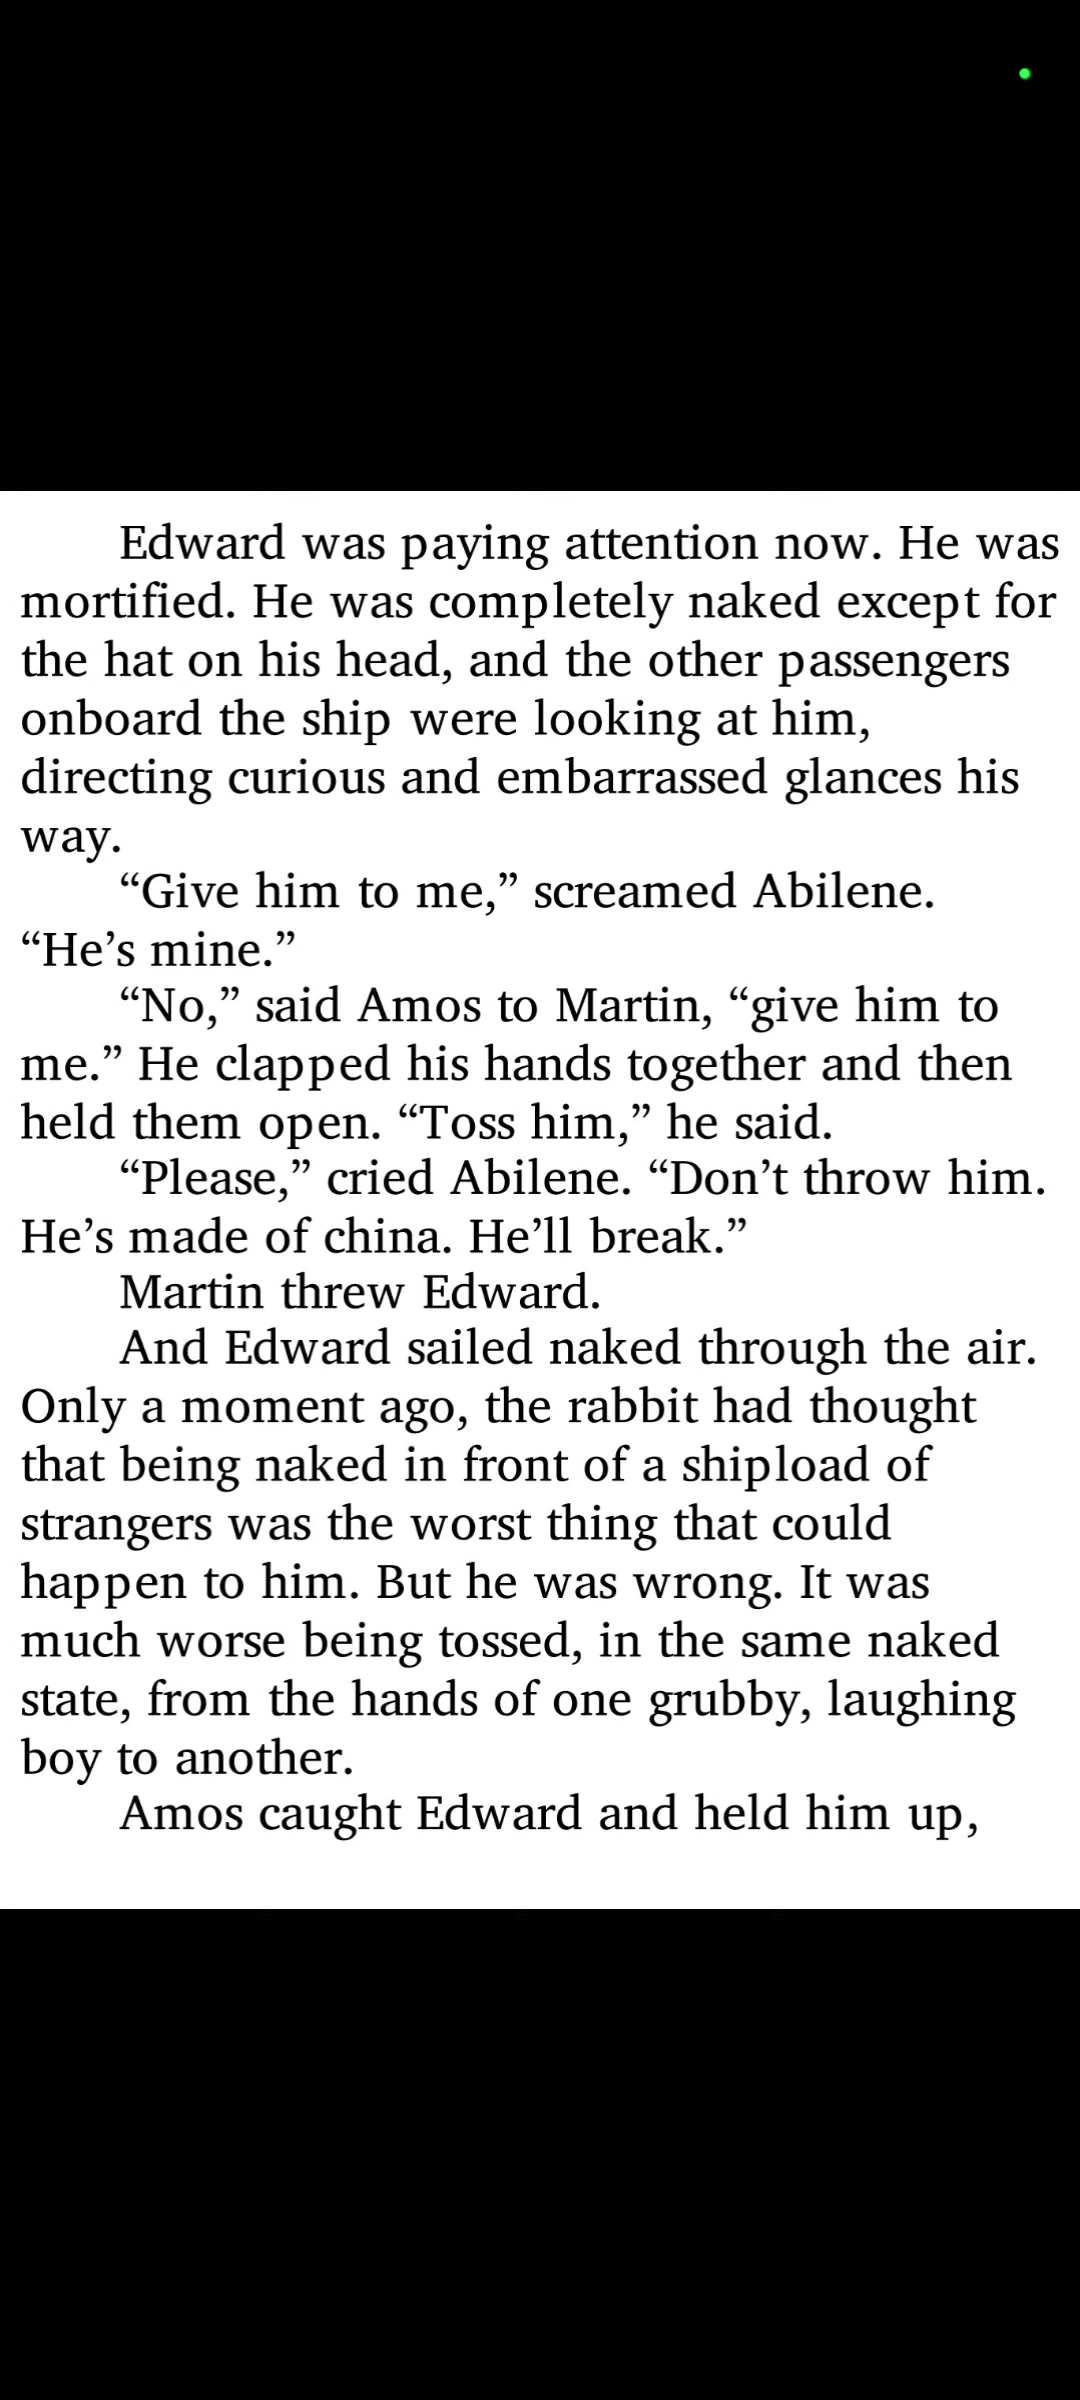 Edward was paying attention now. He was
mortified. He was completely naked except for
the hat on his head, and the other passengers
onboard the ship were looking at him,
directing curious and embarrassed glances his
way.
“Give him to me,” screamed Abilene.
“He’s mine.”
“No,” said Amos to Martin, “give him to
me.” He clapped his hands together and then
held them open. “Toss him,” he said.
“Please,” cried Abilene. “Don’t throw him.
He’s made of china. He’ll break.”
Martin threw Edward.
And Edward sailed naked through the air.
Only a moment ago, the rabbit had thought
that being naked in front of a shipload of
strangers was the worst thing that could
happen to him. But he was wrong. It was
much worse being tossed, in the same naked
state, from the hands of one grubby, laughing
boy to another.
Amos caught Edward and held him up,